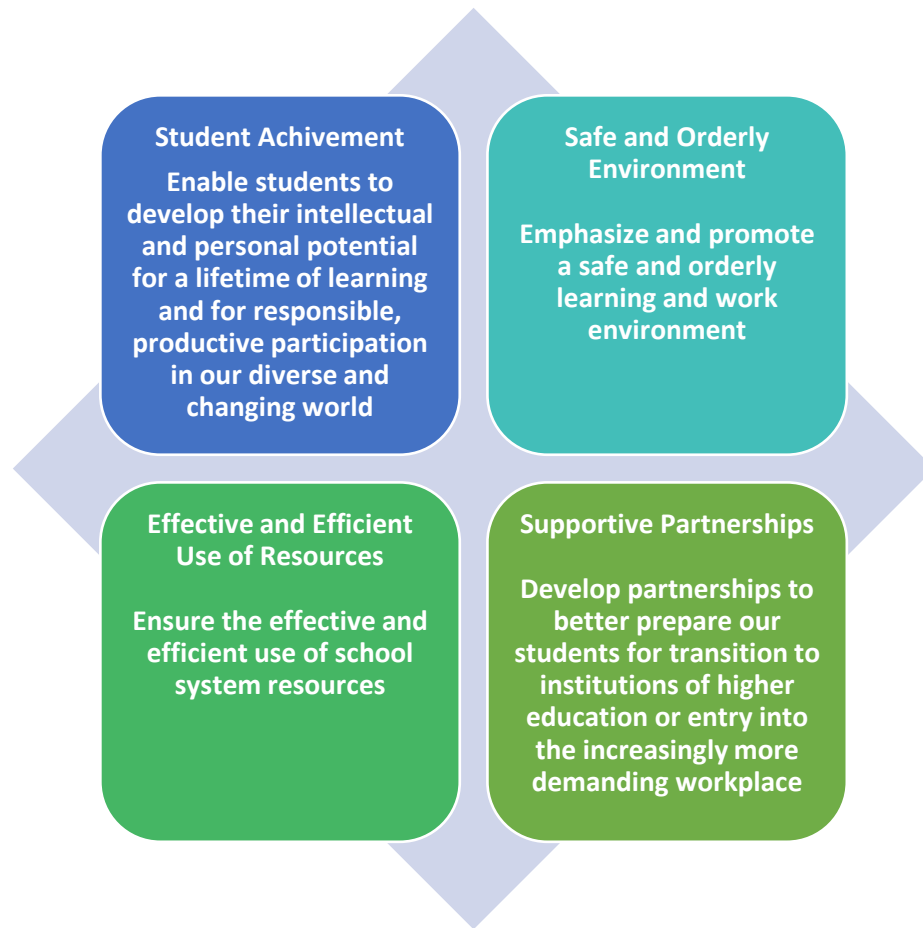 Student Achivement
Enable students to
develop their intellectual
and personal potential
for a lifetime of learning
and for responsible,
productive participation
in our diverse and
changing world
Safe and Orderly
Environment
Emphasize and promote
a safe and orderly
learning and work
environment
Effective and Efficient
Use of Resources
Ensure the effective and
efficient use of school
system resources
Supportive Partnerships
Develop partnerships to
better prepare our
students for transition to
institutions of higher
education or entry into
the increasingly more
demanding workplace